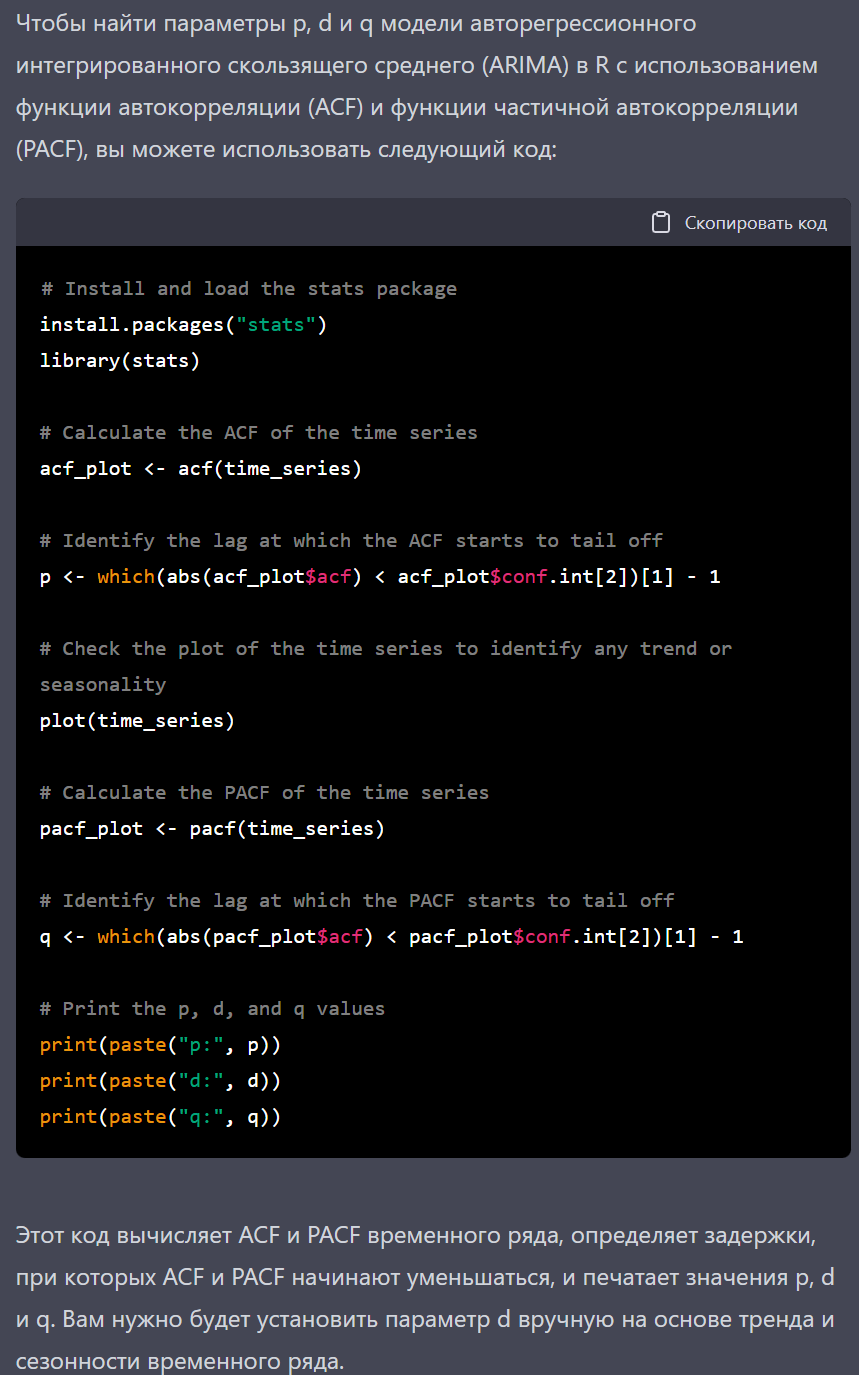 Чтобы найти параметры p, d и q модели авторегрессионного
интегрированного скользящего среднего (ARIMA) в R с использованием
функции автокорреляции (ACF) и функции частичной автокорреляции
(PACF), вы можете использовать следующий код:
Скопировать код
# Install and load the stats package
install.packages("stats")
library(stats)
# Calculate the ACF of the time series
acf_plot <- acf(time_series)
# Identify the lag at which the ACF starts to tail off
p <- which(abs(acf_plot$acf) < acf_plot$conf.int[2])[1] - 1
# Check the plot of the time series to identify any trend or
seasonality
plot(time_series)
# Calculate the PACF of the time series
pacf_plot <- pacf(time_series)
# Identify the lag at which the PACF starts to tail off
q <- which(abs(pacf_plot$acf) < pacf_plot$conf.int[2])[1] - 1
# Print the p, d, and q values
print(paste("p:", p))
print(paste("d:", d))
print(paste("q:", q))
Этот код вычисляет ACF и PACF временного ряда, определяет задержки,
при которых ACF и PACF начинают уменьшаться, и печатает значения p, d
и q. Вам нужно будет установить параметр d вручную на основе тренда и
сезонности временного ряда.